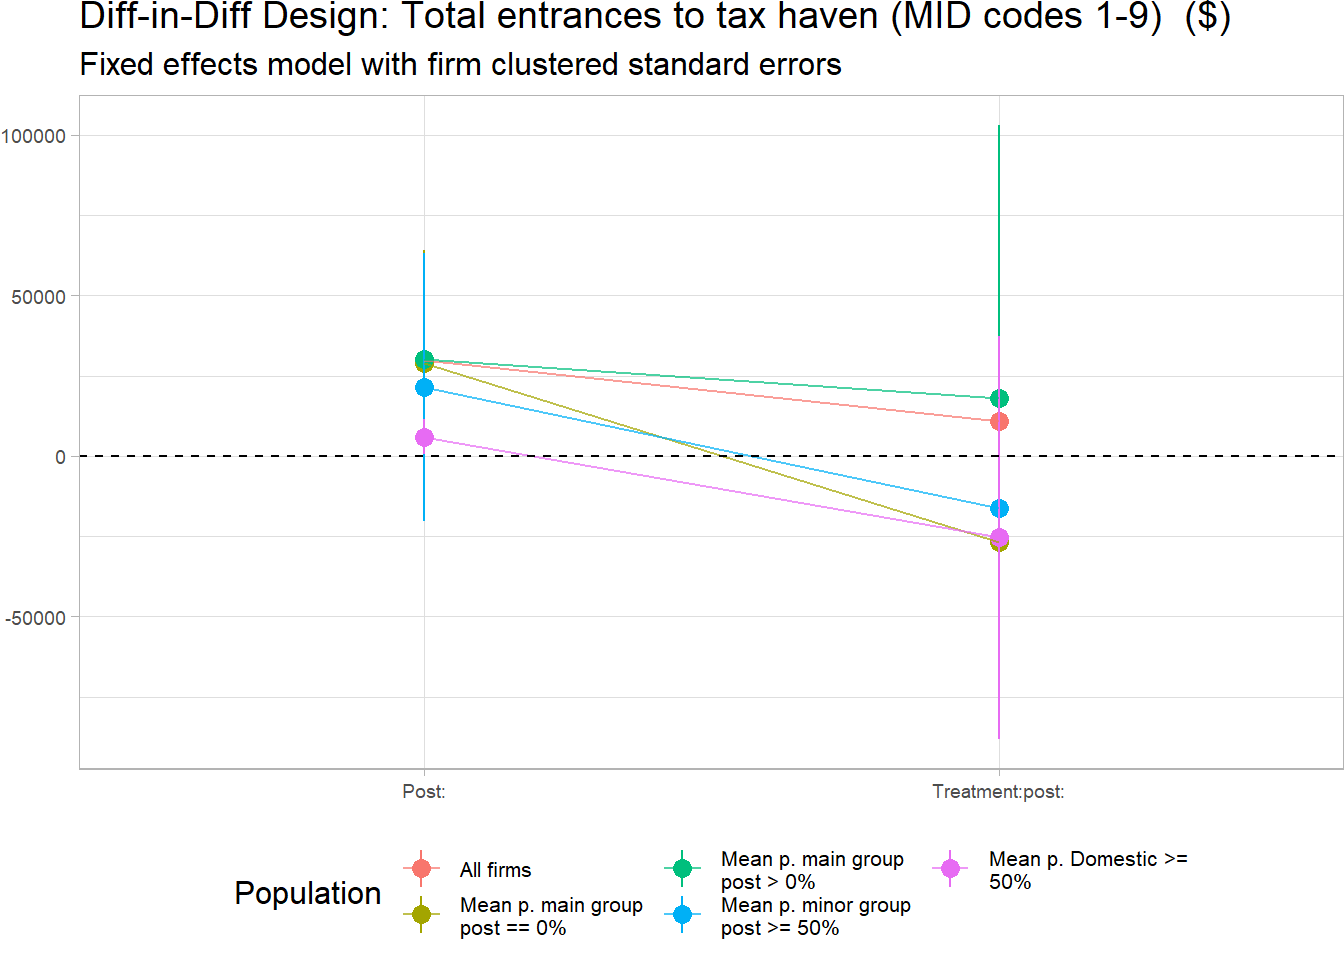 Diff-in-Diff Design: Total entrances to tax haven (MID codes 1-9)  ($)
Fixed effects model with firm clustered standard errors
100000
50000
0
-50000
Post:
Treatment:post:
Population
All firms
Mean p. main group
post == 0%
Mean p. main group
post > 0%
Mean p. minor group
post >= 50%
Mean p. Domestic >=
50%